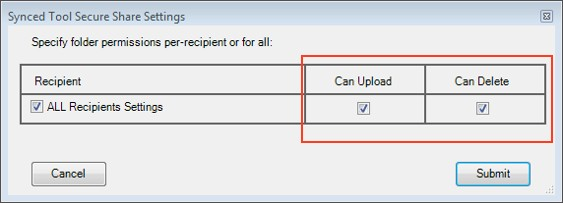 Synced Tool Secure Share Settings
Specify folder permissions per-recipient or for all:
Recipient Can Upload Can Delete
ALL Recipients Settings
Cancel Submit